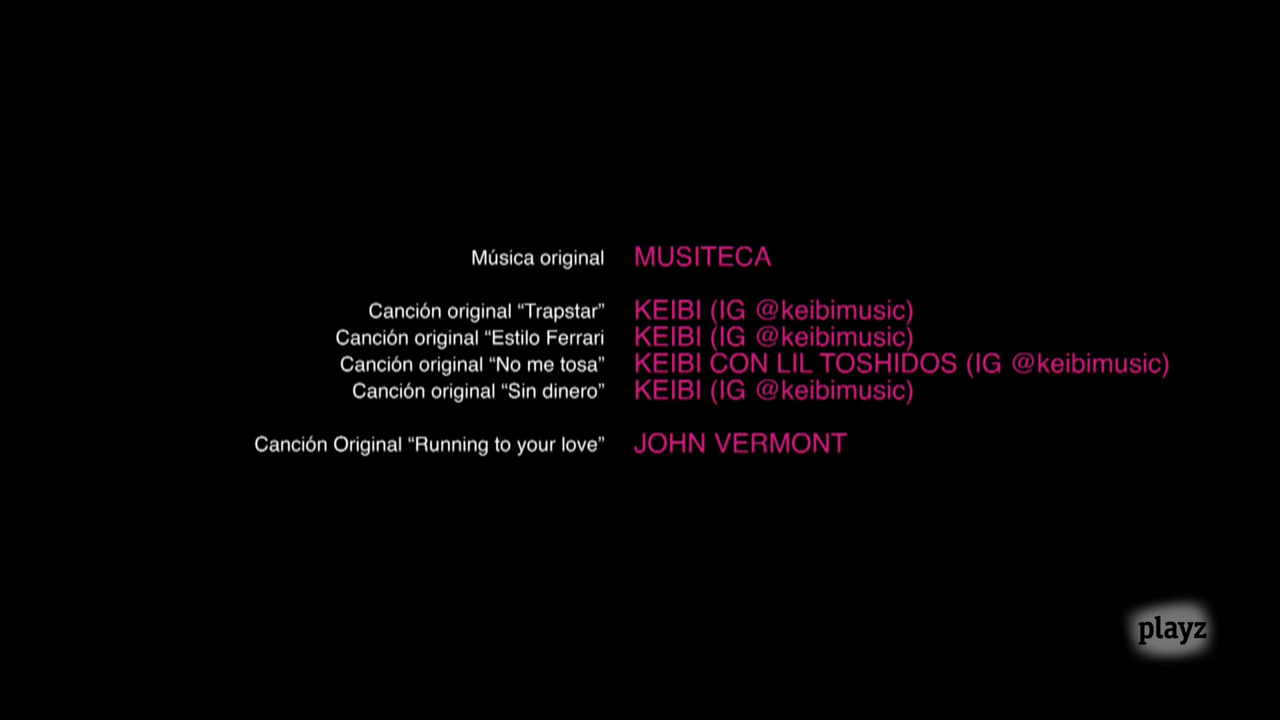 Música original MUSITECA
Canción original “Trapstar” KEIBI (IG @keibimusic)
Canción original “Estilo Ferrari KEIBI (IG @keibimusic)
Canción original “No me tosa” KEIBI CON LIL TOSHIDOS (IG @keibimusic)
Canción original “Sin dinero” KEIBI (IG @keibimusic)
Canción Original “Running to your love” JOHN VERMONT
playz